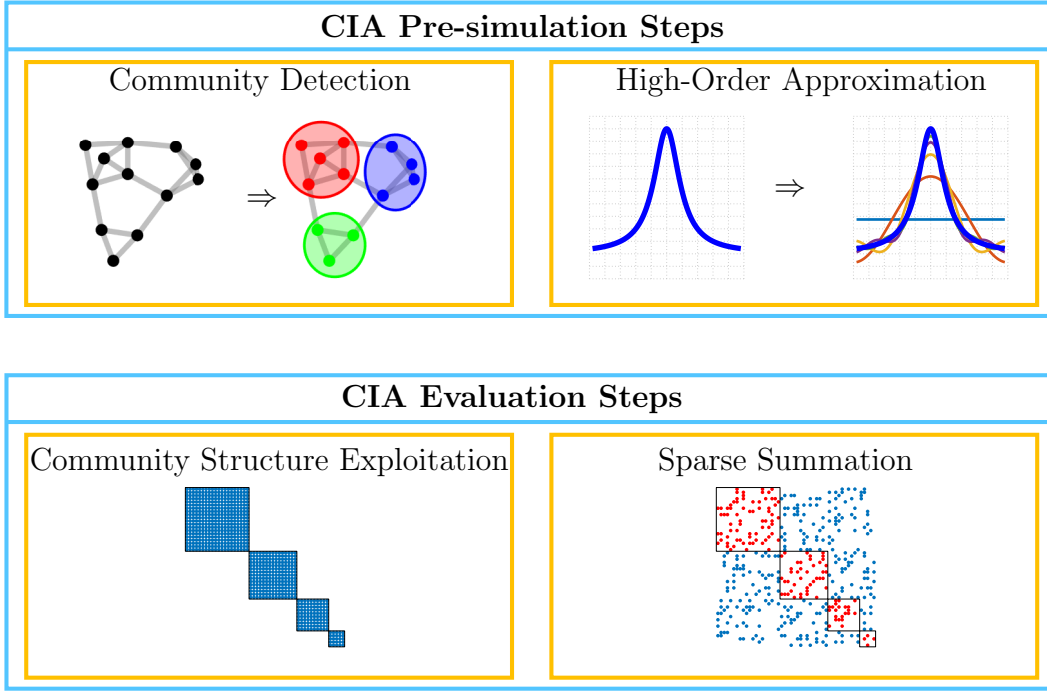 CIA Pre-simulation Steps
Community Detection
High-Order Approximation
⇒
⇒
CIA Evaluation Steps
Community Structure Exploitation
Sparse Summation